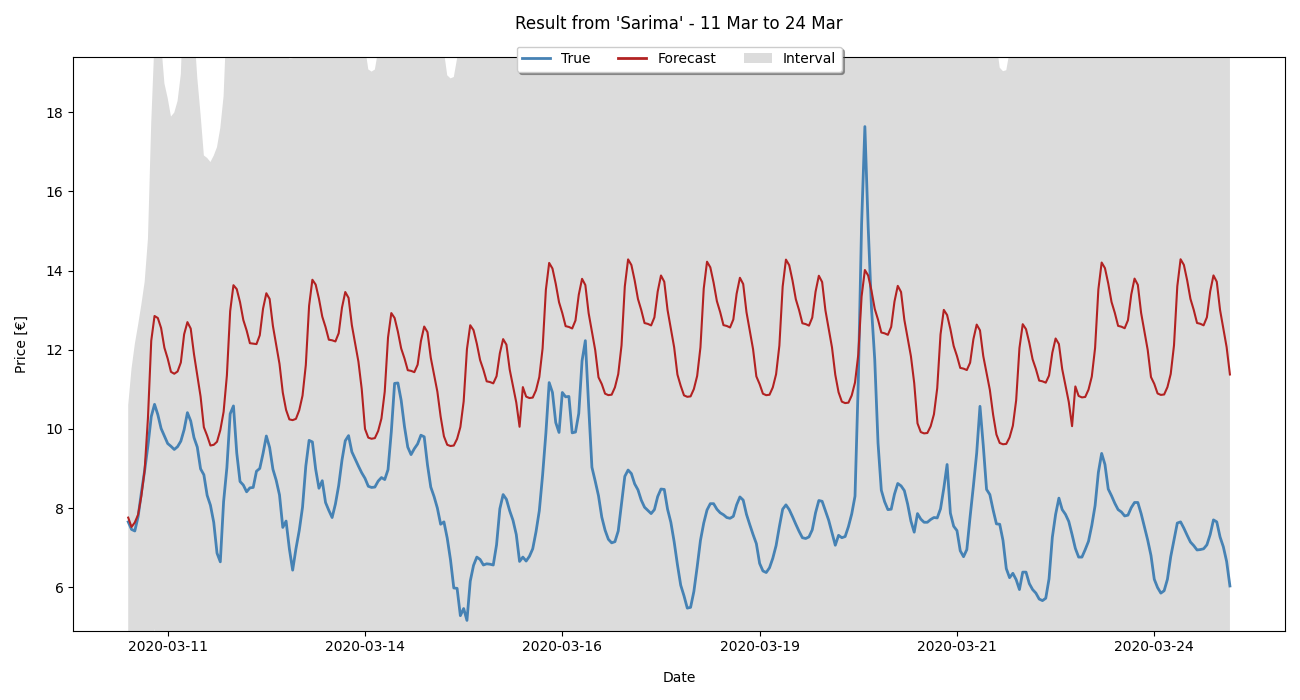 Result from 'Sarima' - 11 Mar to 24 Mar
True Forecast Interval
18
16
14
12
10
8
6
Price [€]
2020-03-11 2020-03-14 2020-03-16 2020-03-19 2020-03-21 2020-03-24
Date